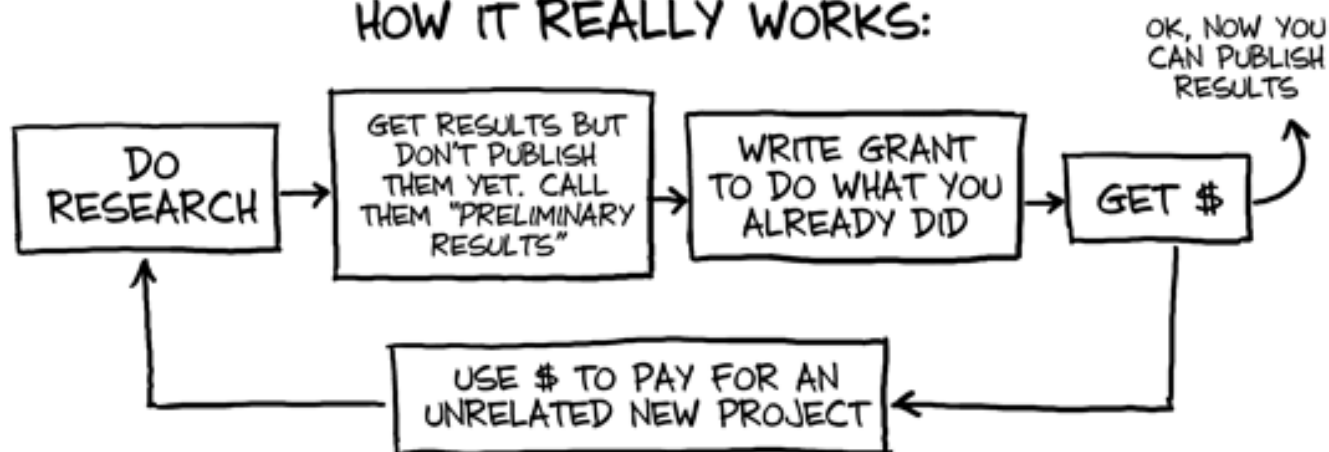 HOW IT REALLY WORKS:
OK, NOW YOU
CAN PUBLISH
RESULTS
DO
RESEARCH
GET RESULTS BUT
DON'T PUBLISH
THEM YET. CALL
THEM "PRELIMINARY
RESULTS"
WRITE GRANT
TO DO WHAT YOU
ALREADY DID
GET $
USE $ TO PAY FOR AN
UNRELATED NEW PROJECT